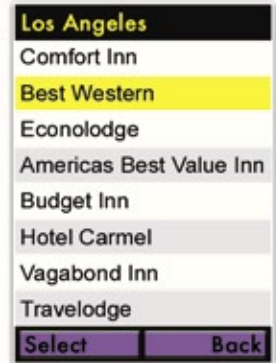 Los Angeles
Comfort Inn
Best Western
Econolodge
Americas Best Value Inn
Budget Inn
Hotel Carmel
Vagabond Inn
Travelodge
Select Back